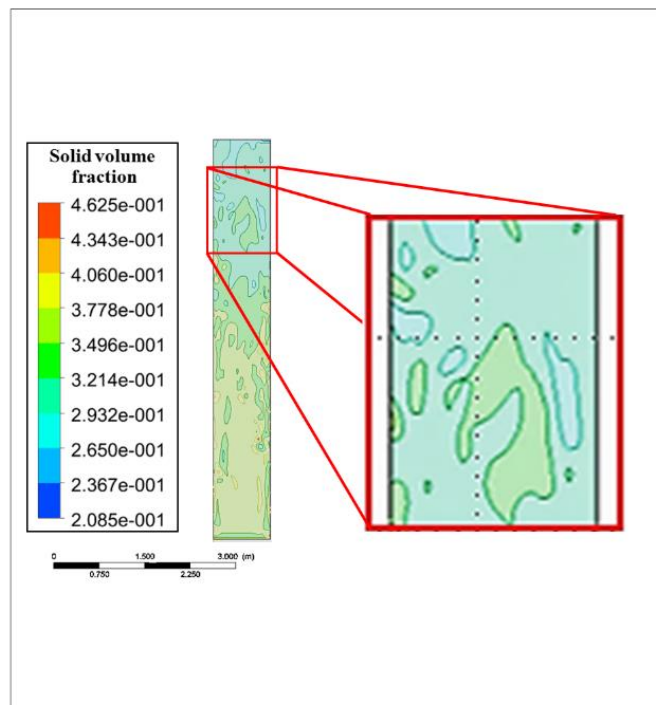 Solid volume
fraction
4.625e-001
4.343e-001
4.060e-001
3.778e-001
3.496e-001
3.214e-001
2.932e-001
2.650e-001
2.367e-001
2.085e-001
0 1.500 3.000 (m)
0.750 2.250